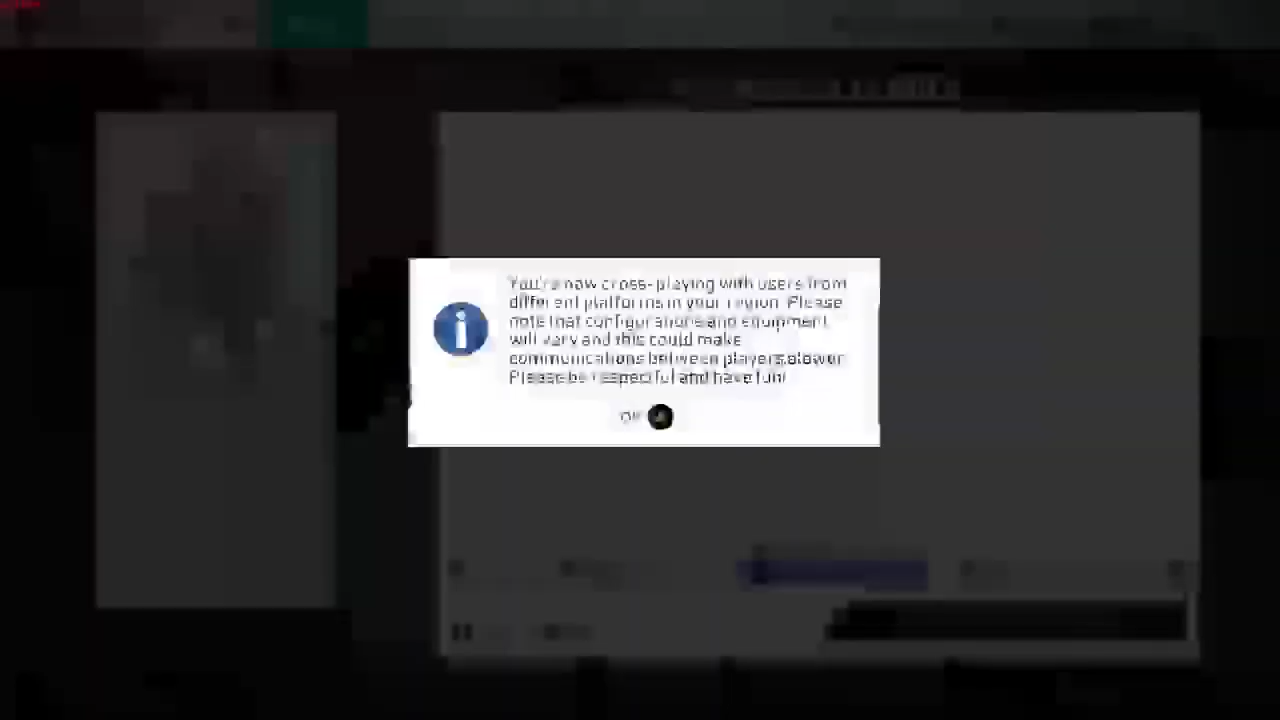 You're now cross-playing with users from
different platforms in your region. Please
note that configurations and equipment
will vary and this could make
communications between players slower.
Please be respectful and have fun!
OK